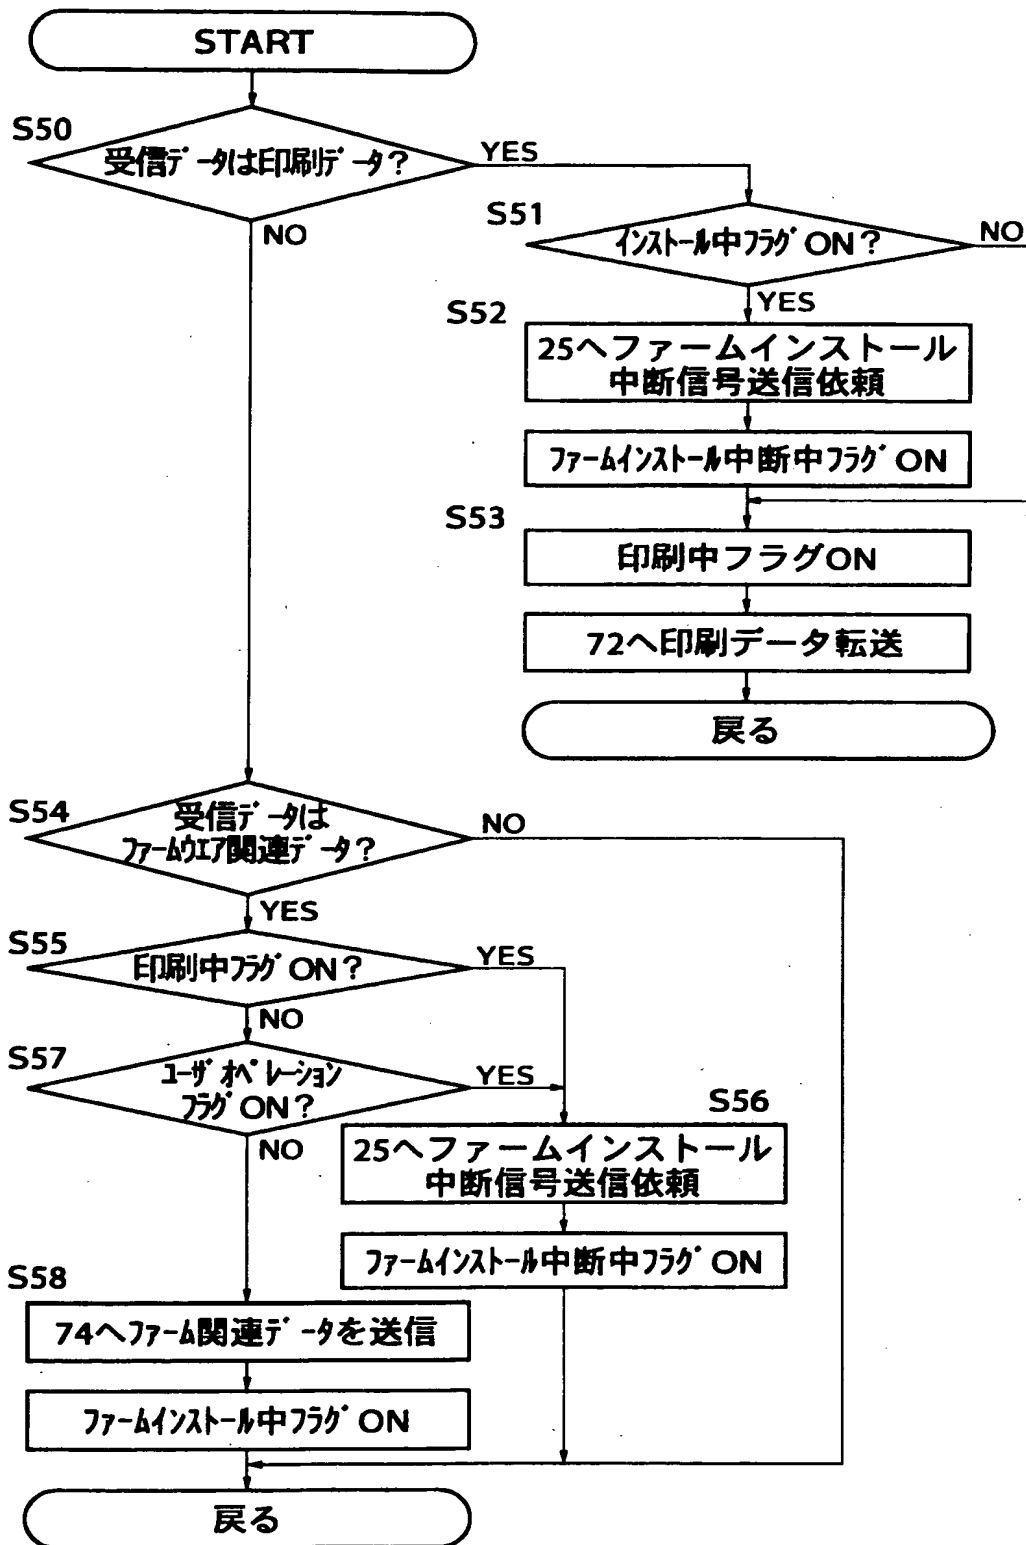 START
S50
受信データは印刷データ?
YES
NO
S51
インストール中フラグON?
NO
YES
S52
25へファームインストール
中断信号送信依頼
ファームインストール中断中フラグON
S53
印刷中フラグON
72へ印刷データ転送
戻る
S54
受信データは
ファームウエア関連データ?
NO
YES
S55
印刷中フラグON?
YES
NO
S57
ユーザオペレーション
フラグON?
YES
NO
S56
25へファームインストール
中断信号送信依頼
ファームインストール中断中フラグON
S58
74へファーム関連データを送信
ファームインストール中フラグON
戻る